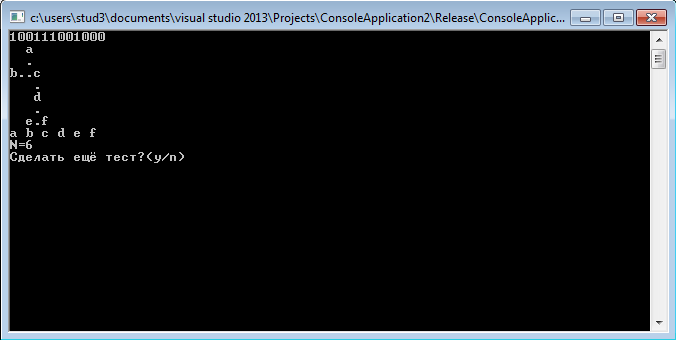 c:\users\stud3\documents\visual studio 2013\Projects\ConsoleApplication2\Release\ConsoleApplic...
100111001000
  a
  .
b..c
   .
   d
   .
  e.f
a b c d e f
N=6
Сделать ещё тест?(y/n)